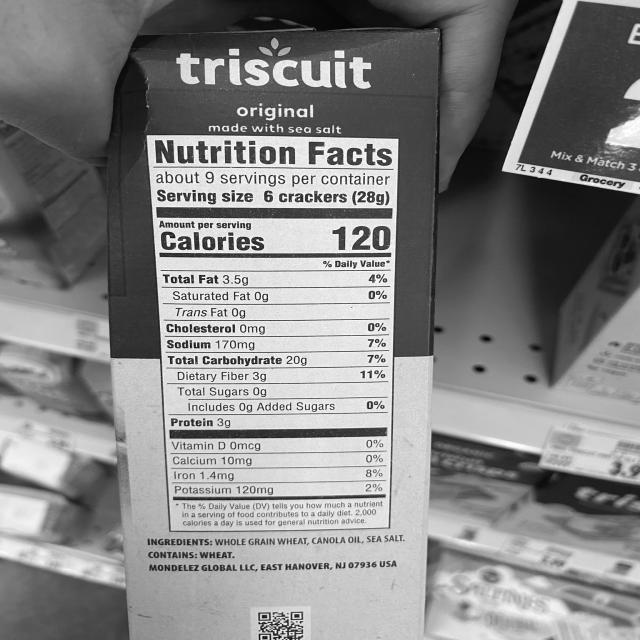 triscuit
original
made with sea salt
Nutrition Facts
about 9 servings per container
Serving size 6 crackers (28g)
Amount per serving
Calories 120
% Daily Value*
Total Fat 3.5g 4%
Saturated Fat 0g 0%
Trans Fat 0g
Cholesterol 0mg 0%
Sodium 170mg 7%
Total Carbohydrate 20g 7%
Dietary Fiber 3g 11%
Total Sugars 0g
Includes 0g Added Sugars 0%
Protein 3g
Vitamin D 0mcg 0%
Calcium 10mg 0%
Iron 1.4mg 8%
Potassium 120mg 2%
* The % Daily Value (DV) tells you how much a nutrient
in a serving of food contributes to a daily diet. 2,000
calories a day is used for general nutrition advice.
INGREDIENTS: WHOLE GRAIN WHEAT, CANOLA OIL, SEA SALT.
CONTAINS: WHEAT.
MONDELEZ GLOBAL LLC, EAST HANOVER, NJ 07936 USA
Mix & Match 3
7L 3 4 4 Grocery